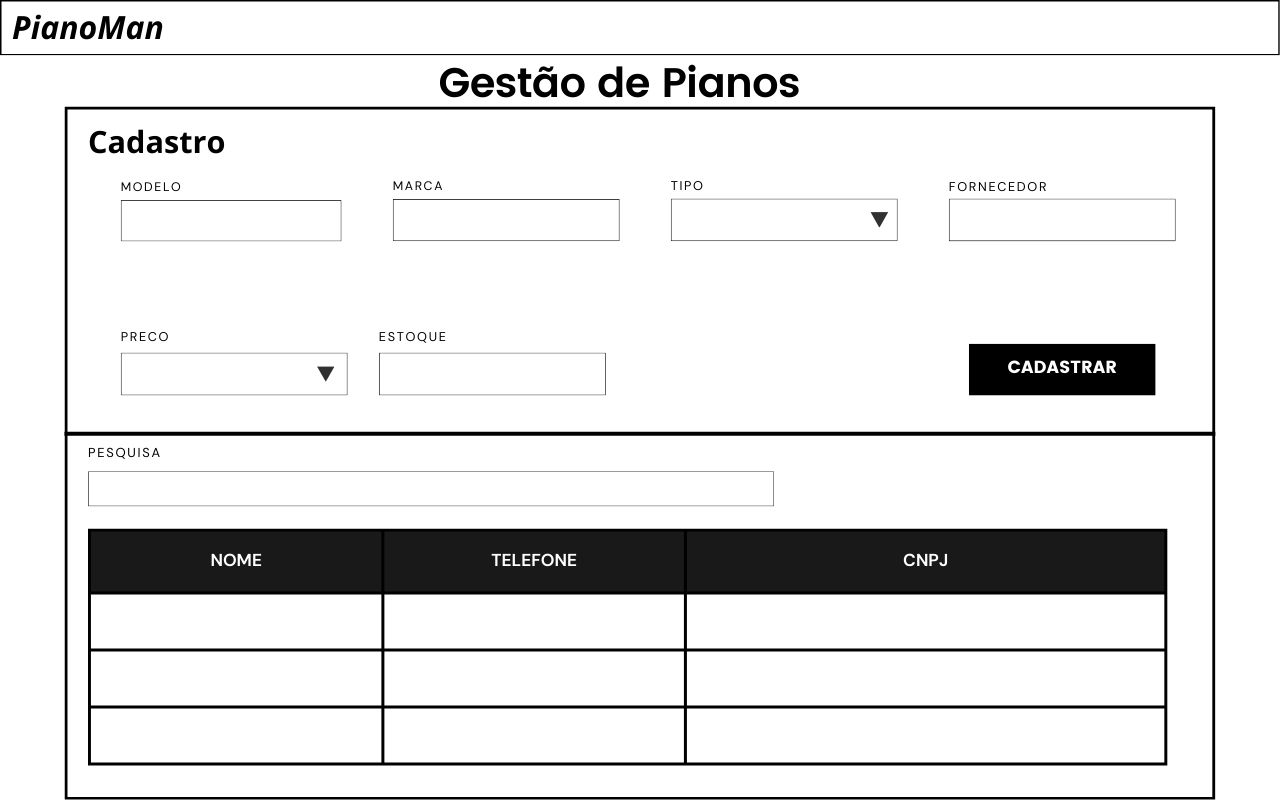 PianoMan
Gestão de Pianos
Cadastro
MODELO MARCA TIPO FORNECEDOR
PRECO ESTOQUE
CADASTRAR
PESQUISA
NOME TELEFONE CNPJ